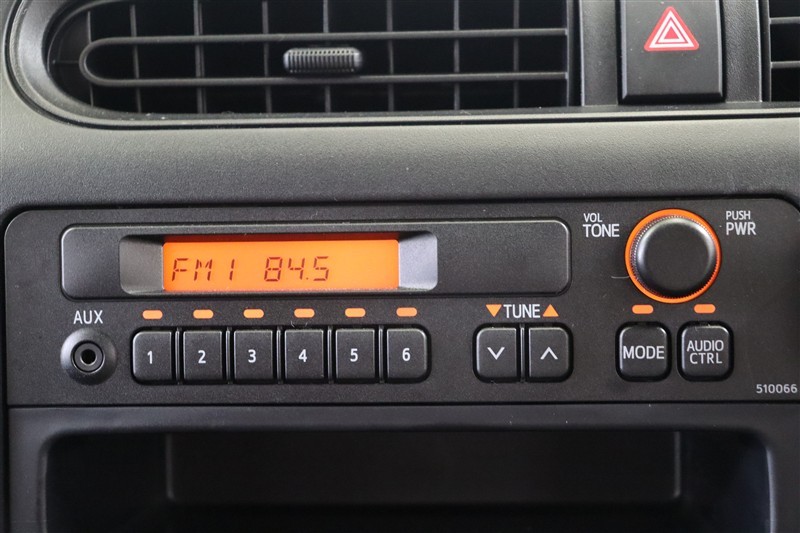 VOL
TONE
PUSH
PWR
FM1 84.5
AUX
▼TUNE▲
1 2 3 4 5 6
MODE
AUDIO
CTRL
510066